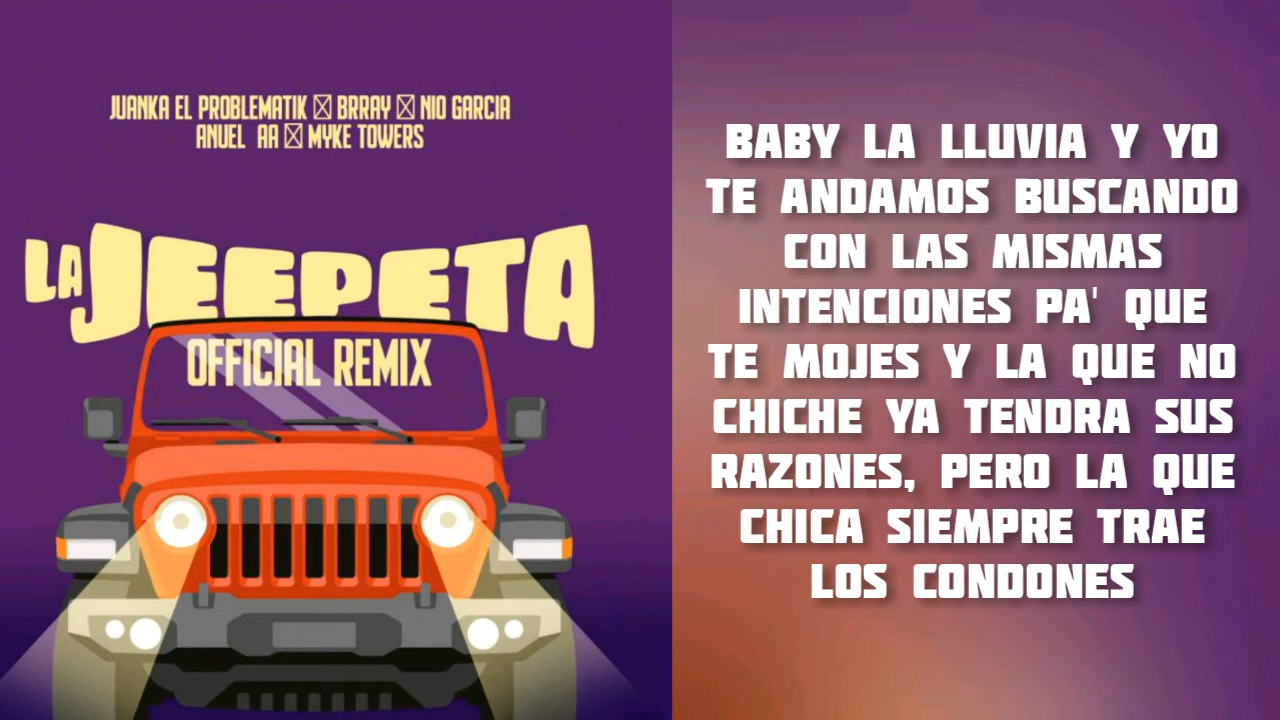 JUANKA EL PROBLEMATIK ☒ BRRAY ☒ NIO GARCIA
ANUEL AA ☒ MYKE TOWERS
LA JEEPETA
OFFICIAL REMIX
BABY LA LLUVIA Y YO
TE ANDAMOS BUSCANDO
CON LAS MISMAS
INTENCIONES PA' QUE
TE MOJES Y LA QUE NO
CHICHE YA TENDRA SUS
RAZONES, PERO LA QUE
CHICA SIEMPRE TRAE
LOS CONDONES